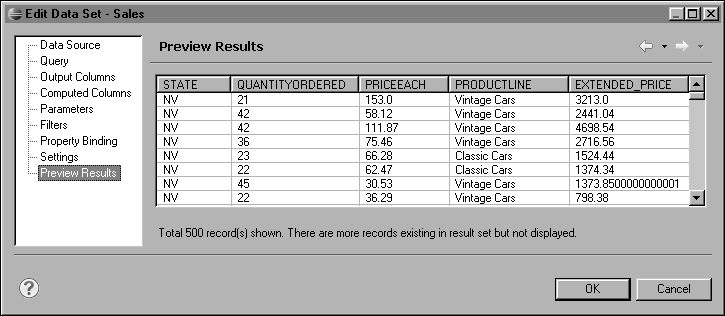 Edit Data Set - Sales
Data Source
Query
Output Columns
Computed Columns
Parameters
Filters
Property Binding
Settings
Preview Results
Preview Results
STATE QUANTITYORDERED PRICEEACH PRODUCTLINE EXTENDED_PRICE
NV 21 153.0 Vintage Cars 3213.0
NV 42 58.12 Vintage Cars 2441.04
NV 42 111.87 Vintage Cars 4698.54
NV 36 75.46 Vintage Cars 2716.56
NV 23 66.28 Classic Cars 1524.44
NV 22 62.47 Classic Cars 1374.34
NV 45 30.53 Vintage Cars 1373.8500000000001
NV 22 36.29 Vintage Cars 798.38
Total 500 record(s) shown. There are more records existing in result set but not displayed.
?
OK Cancel